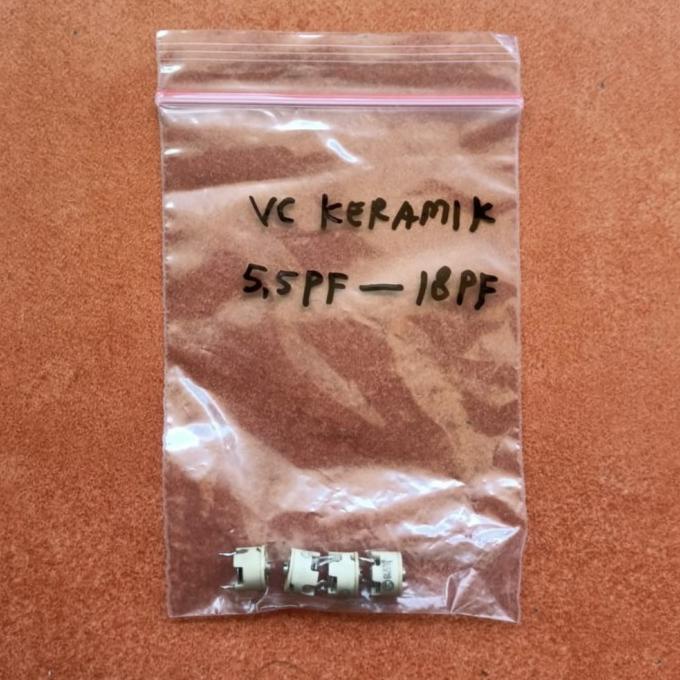 VC KERAMIK
5,5PF — 18PF